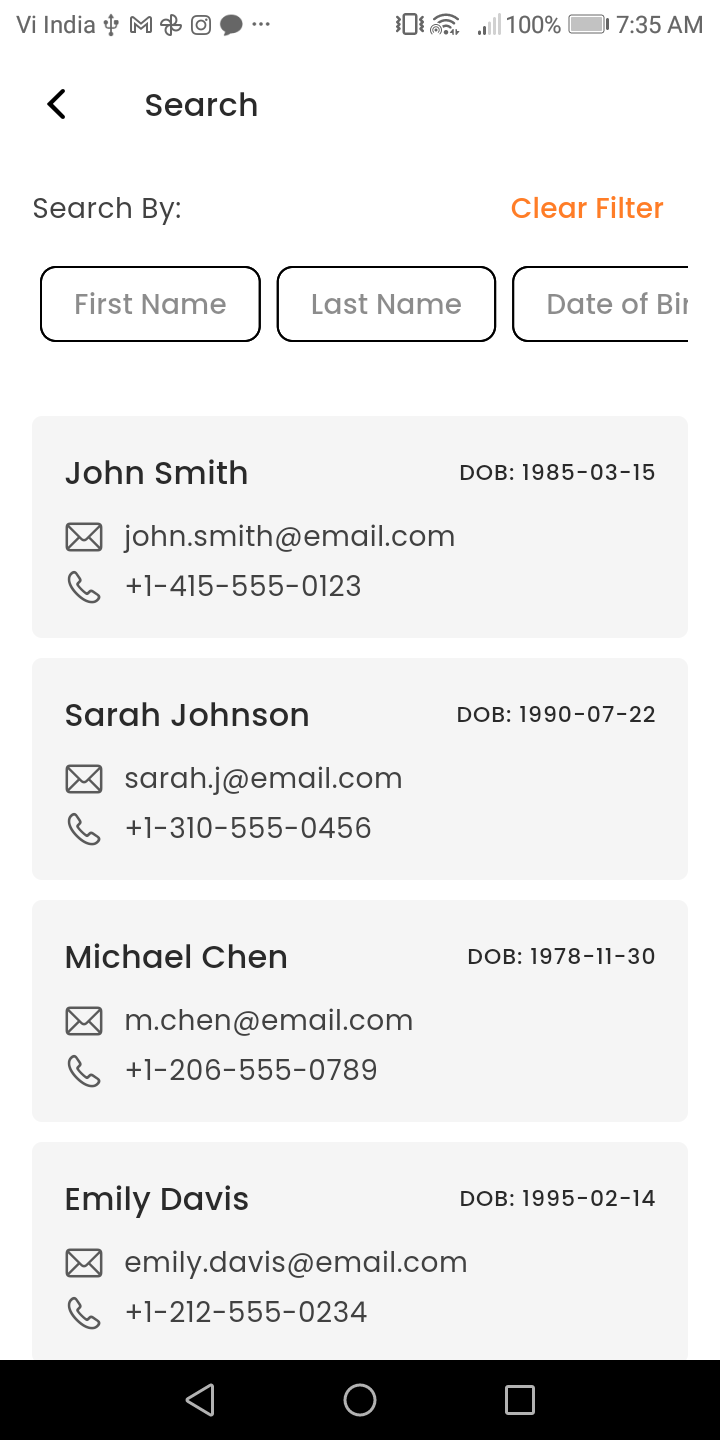 Vi India 100% 7:35 AM
Search
Search By: Clear Filter
First Name Last Name Date of Bir
John Smith DOB: 1985-03-15
john.smith@email.com
+1-415-555-0123
Sarah Johnson DOB: 1990-07-22
sarah.j@email.com
+1-310-555-0456
Michael Chen DOB: 1978-11-30
m.chen@email.com
+1-206-555-0789
Emily Davis DOB: 1995-02-14
emily.davis@email.com
+1-212-555-0234